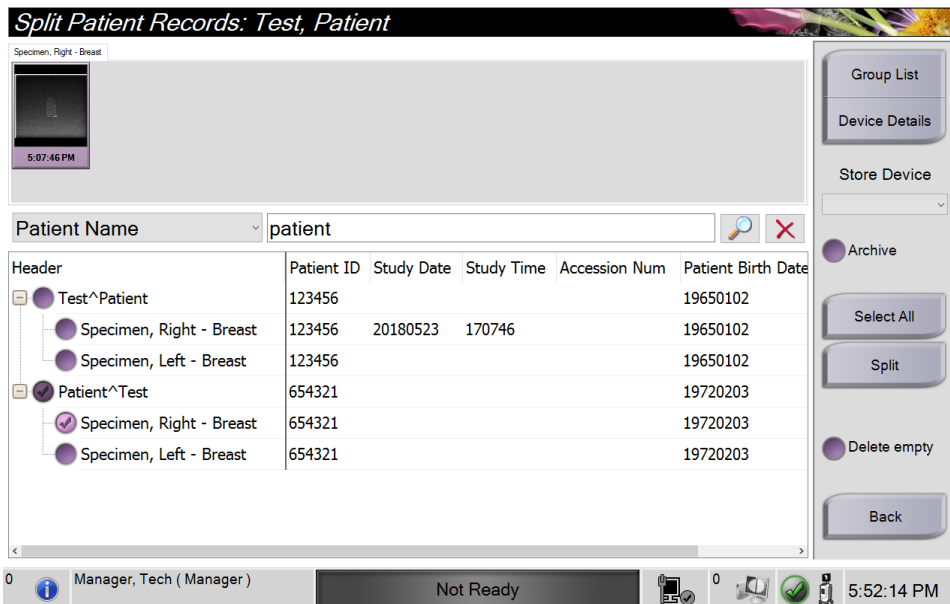 Split Patient Records: Test, Patient
Specimen, Right - Breast
5:07:46 PM
Group List
Device Details
Store Device
Patient Name patient
Archive
Header Patient ID Study Date Study Time Accession Num Patient Birth Date
Test^Patient 123456 19650102
Specimen, Right - Breast 123456 20180523 170746 19650102
Select All
Specimen, Left - Breast 123456 19650102
Split
Patient^Test 654321 19720203
Specimen, Right - Breast 654321 19720203
Specimen, Left - Breast 654321 19720203
Delete empty
Back
0 Manager, Tech ( Manager ) Not Ready 0 5:52:14 PM